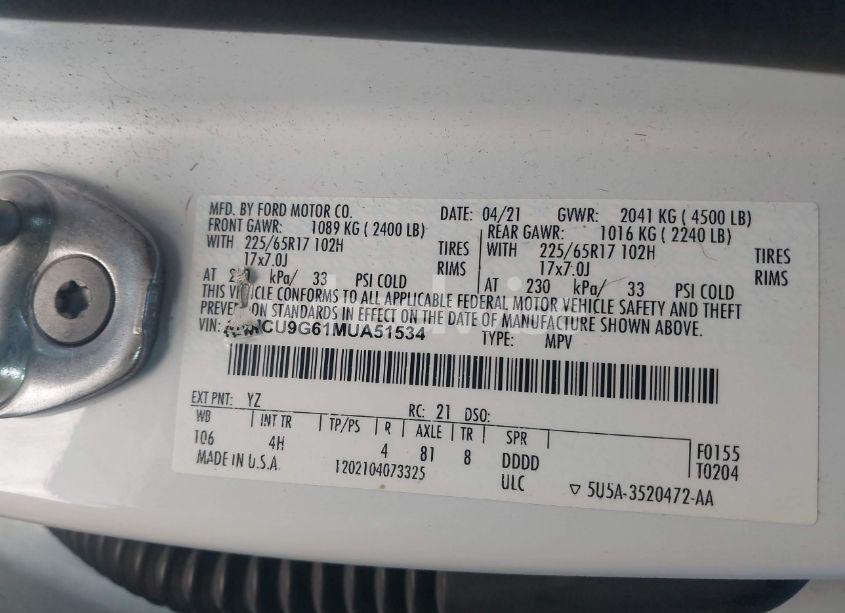 MFD. BY FORD MOTOR CO. DATE: 04/21 GVWR: 2041 KG ( 4500 LB)
FRONT GAWR: 1089 KG ( 2400 LB) REAR GAWR: 1016 KG ( 2240 LB)
WITH 225/65R17 102H TIRES WITH 225/65R17 102H TIRES
17x7.0J RIMS 17x7.0J RIMS
AT kPa/ 33 PSI COLD AT 230 kPa/ 33 PSI COLD
THIS VEHICLE CONFORMS TO ALL APPLICABLE FEDERAL MOTOR VEHICLE SAFETY AND THEFT
PREVENTION STANDARDS IN EFFECT ON THE DATE OF MANUFACTURE SHOWN ABOVE.
VIN: CU9G61MUA51534 TYPE: MPV
EXT PNT: YZ RC: 21 DSO:
WB INT TR TP/PS R AXLE TR SPR
106 4H 4 81 8 DDDD F0155
MADE IN U.S.A. 1202104073325 ULC T0204
▽ 5U5A-3520472-AA